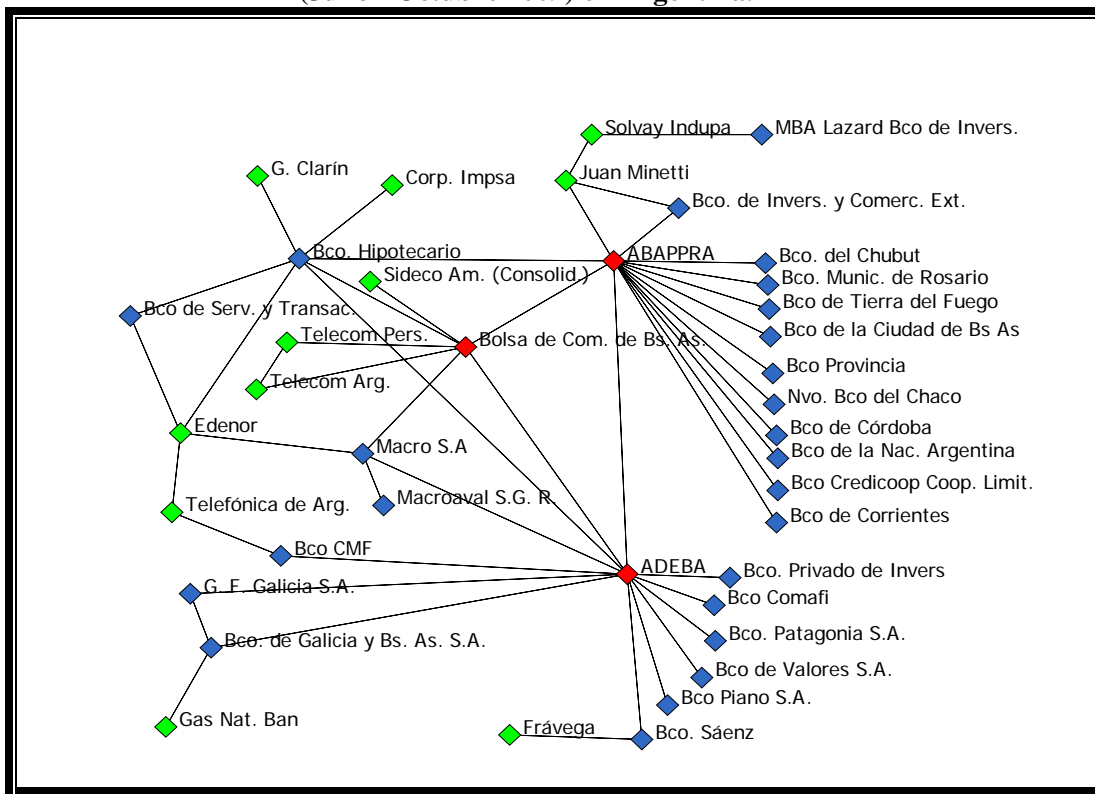 Solvay Indupa
MBA Lazard Bco de Invers.
G. Clarín
Corp. Impsa
Juan Minetti
Bco. de Invers. y Comerc. Ext.
Bco. Hipotecario
ABAPPRA
Bco. del Chubut
Sideco Am. (Consolid.)
Bco. Munic. de Rosario
Bco de Serv. y Transac.
Bco de Tierra del Fuego
Telecom Pers.
Bolsa de Com. de Bs. As.
Bco de la Ciudad de Bs As
Bco Provincia
Telecom Arg.
Nvo. Bco del Chaco
Edenor
Bco de Córdoba
Macro S.A
Bco de la Nac. Argentina
Bco Credicoop Coop. Limit.
Macroaval S.G. R.
Telefónica de Arg.
Bco de Corrientes
Bco CMF
ADEBA
Bco. Privado de Invers
G. F. Galicia S.A.
Bco Comafi
Bco. de Galicia y Bs. As. S.A.
Bco. Patagonia S.A.
Bco de Valores S.A.
Bco Piano S.A.
Gas Nat. Ban
Frávega
Bco. Sáenz